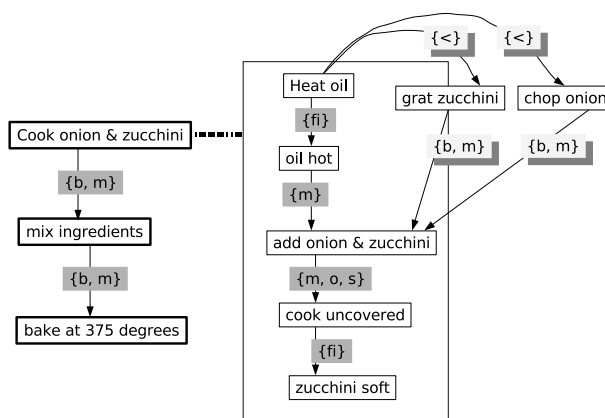 {<}
{<}
Heat oil
grat zucchini
chop onion
{fi}
Cook onion & zucchini
oil hot
{b, m}
{b, m}
{b, m}
{m}
mix ingredients
add onion & zucchini
{b, m}
{m, o, s}
bake at 375 degrees
cook uncovered
{fi}
zucchini soft